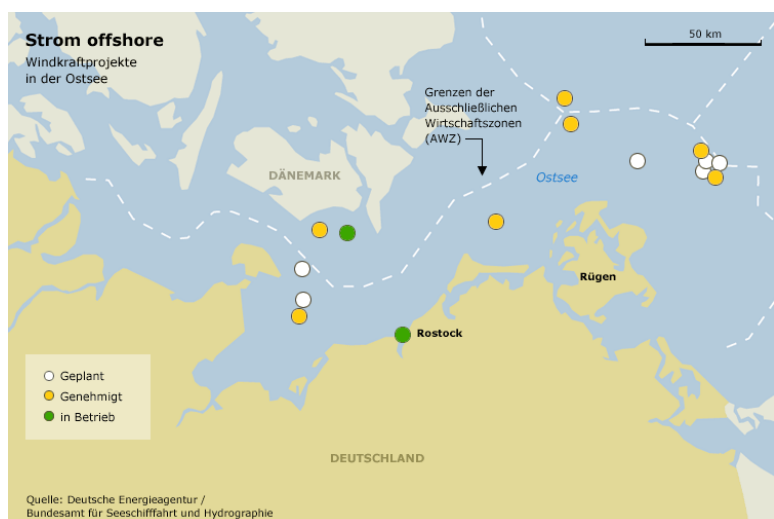 Strom offshore
Windkraftprojekte
in der Ostsee
50 km
Grenzen der
Ausschließlichen
Wirtschaftszonen
(AWZ)
DÄNEMARK
Ostsee
Rügen
Rostock
Geplant
Genehmigt
in Betrieb
DEUTSCHLAND
Quelle: Deutsche Energieagentur /
Bundesamt für Seeschifffahrt und Hydrographie